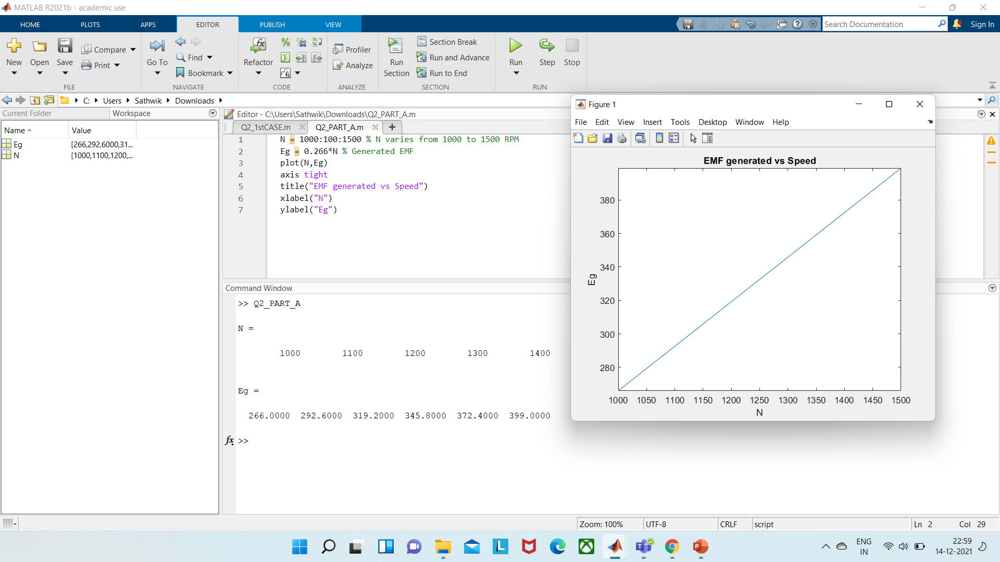 MATLAB R2021b - academic use
HOME PLOTS APPS EDITOR PUBLISH VIEW
Search Documentation
Sign In
New
Open
Save
Compare
Print
FILE
Go To
Find
Bookmark
NAVIGATE
Refactor
CODE
Profiler
Analyze
ANALYZE
Run Section
Section Break
Run and Advance
Run to End
SECTION
Run
Step
Stop
RUN
C: Users Sathwik Downloads
Current Folder
Workspace
Name Value
Eg [266,292.6000,31...
N [1000,1100,1200,...
Editor - C:\Users\Sathwik\Downloads\Q2_PART_A.m
Q2_1stCASE.m Q2_PART_A.m
1 N = 1000:100:1500 % N varies from 1000 to 1500 RPM
2 Eg = 0.266*N % Generated EMF
3 plot(N,Eg)
4 axis tight
5 title("EMF generated vs Speed")
6 xlabel("N")
7 ylabel("Eg")
Command Window
>> Q2_PART_A
N =
1000 1100 1200 1300 1400
Eg =
266.0000 292.6000 319.2000 345.8000 372.4000 399.0000
fx >>
Figure 1
File Edit View Insert Tools Desktop Window Help
EMF generated vs Speed
380
360
340
320
300
280
Eg
1000 1050 1100 1150 1200 1250 1300 1350 1400 1450 1500
N
Zoom: 100% UTF-8 CRLF script Ln 2 Col 29
ENG
IN
22:59
14-12-2021